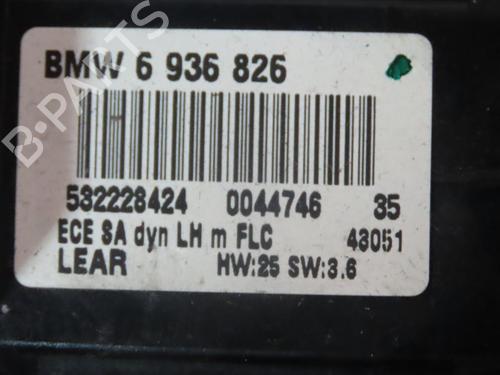 BMW 6 936 826
B-PARTS
532228424 0044746 35
ECE SA dyn LH m FLC 43051
LEAR HW:25 SW:3.6